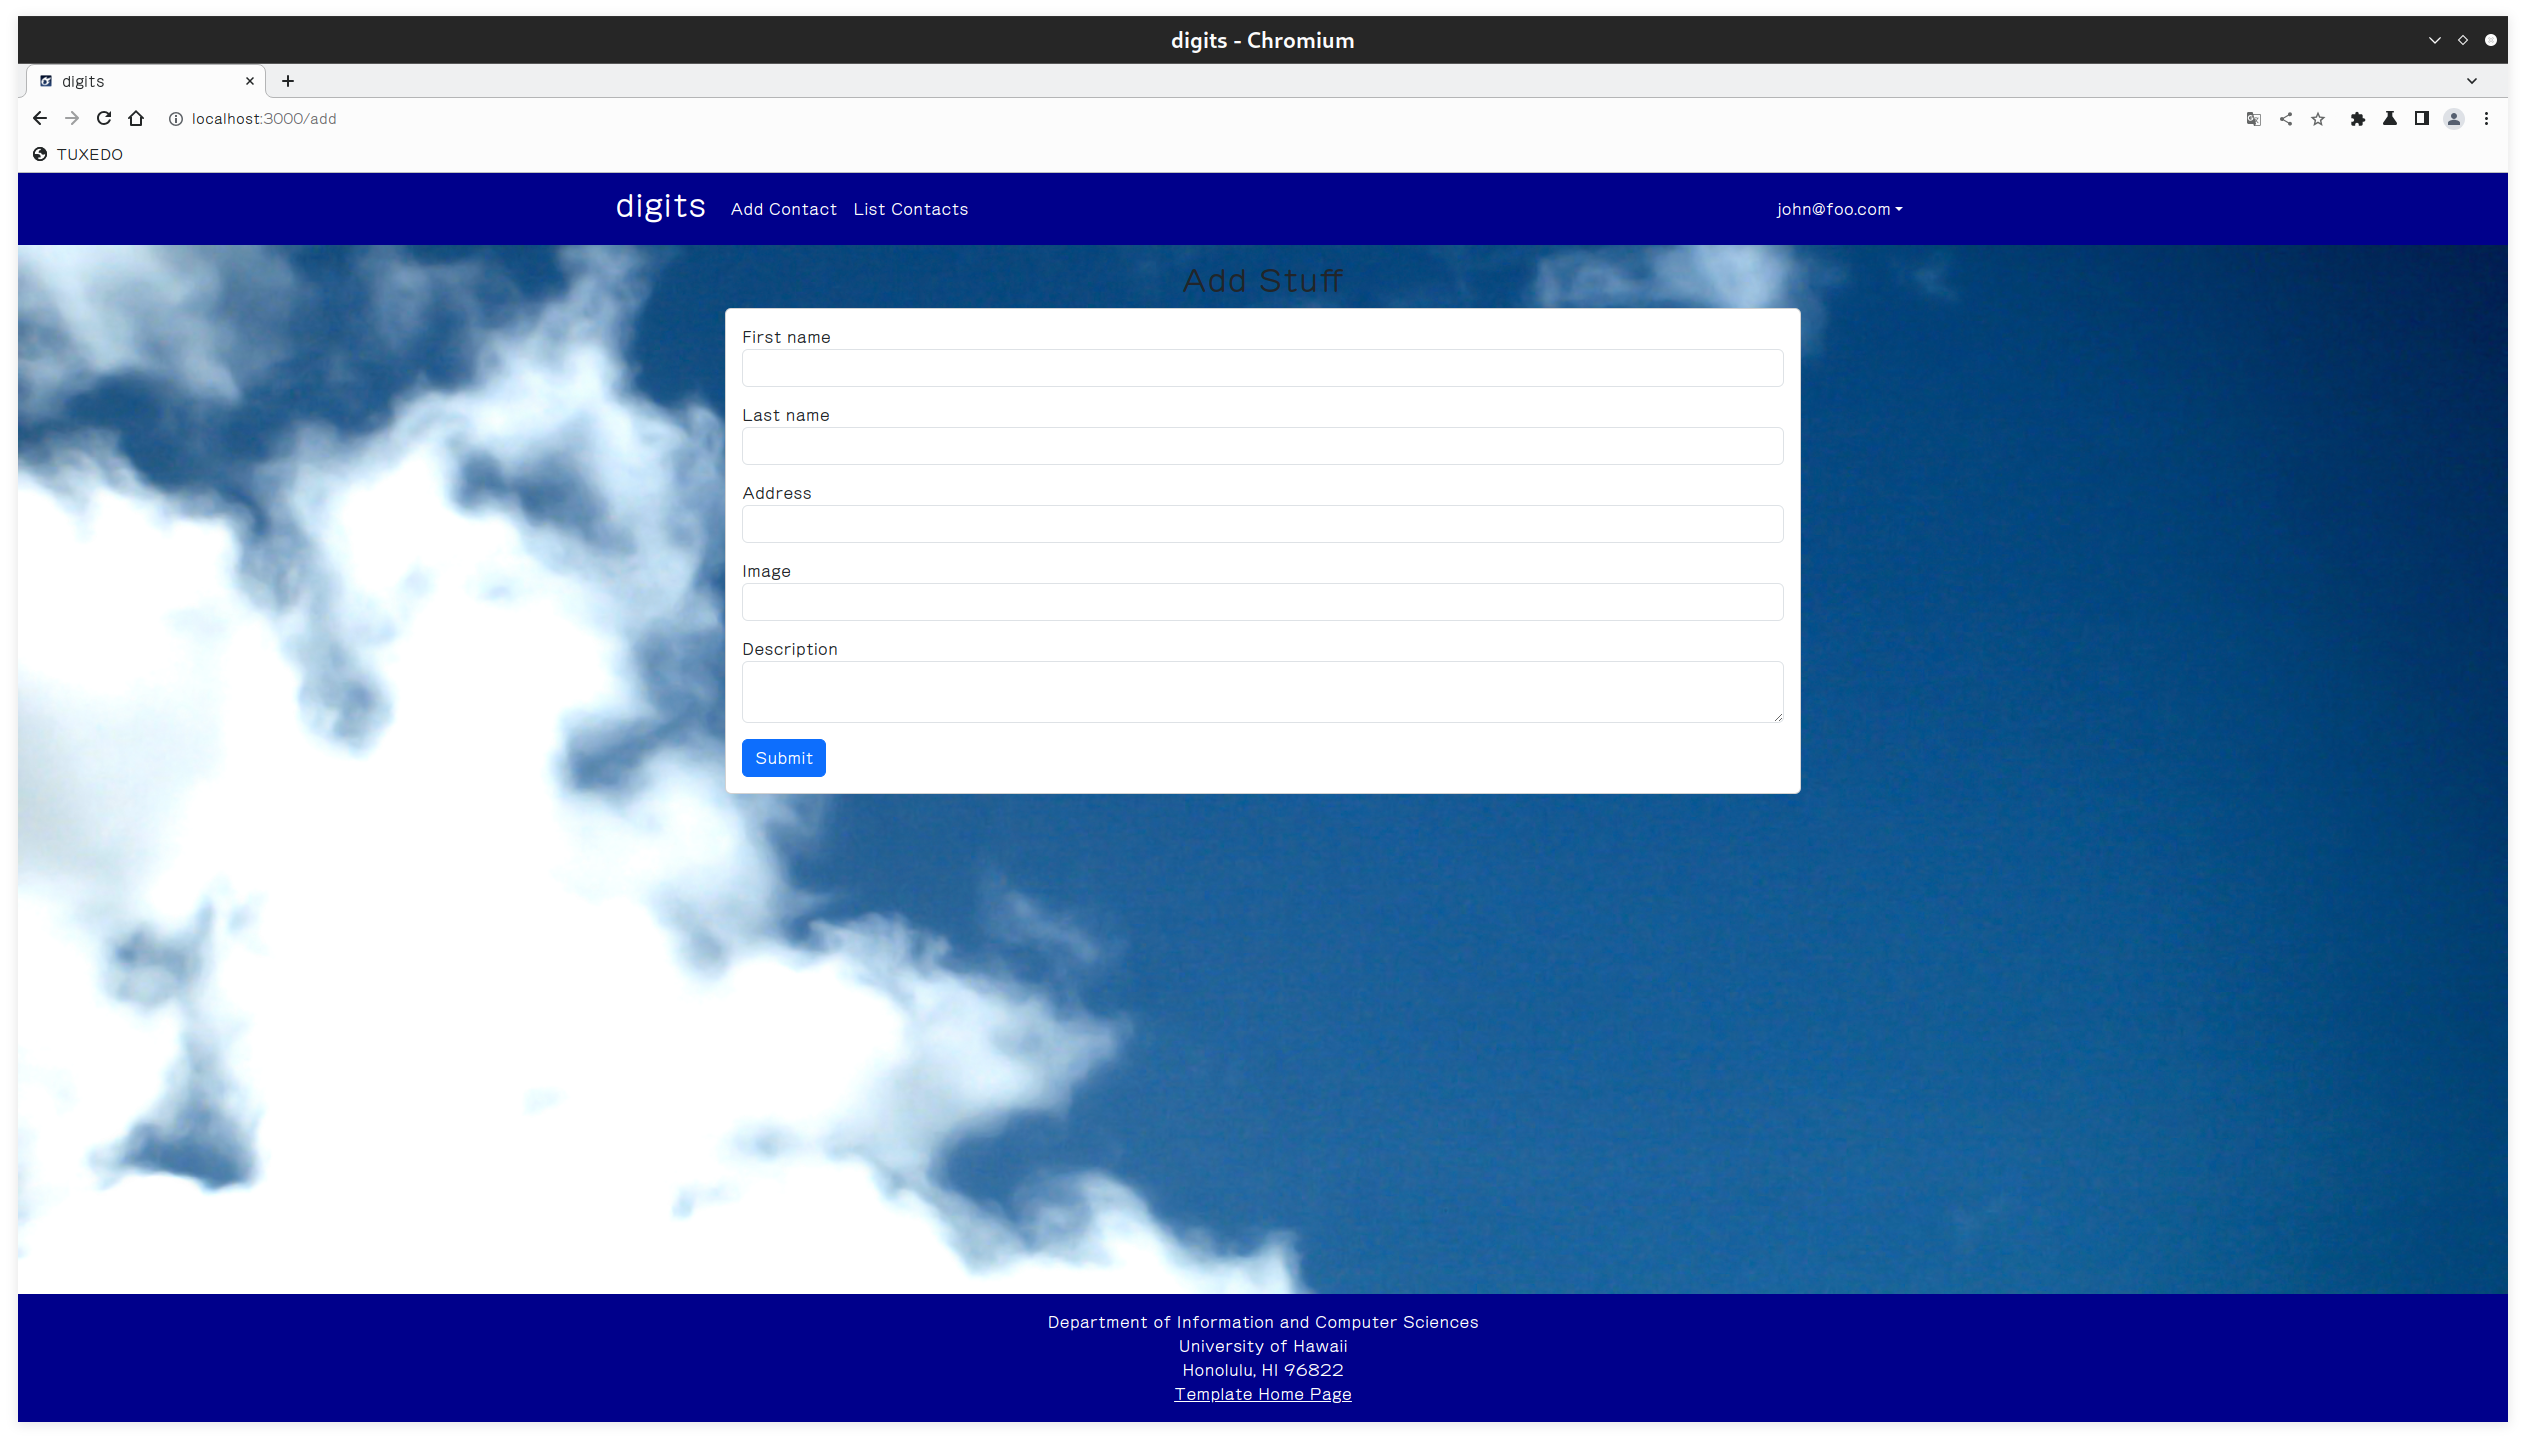 digits - Chromium
digits
localhost:3000/add
TUXEDO
digits Add Contact List Contacts john@foo.com
Add Stuff
First name
Last name
Address
Image
Description
Submit
Department of Information and Computer Sciences
University of Hawaii
Honolulu, HI 96822
Template Home Page